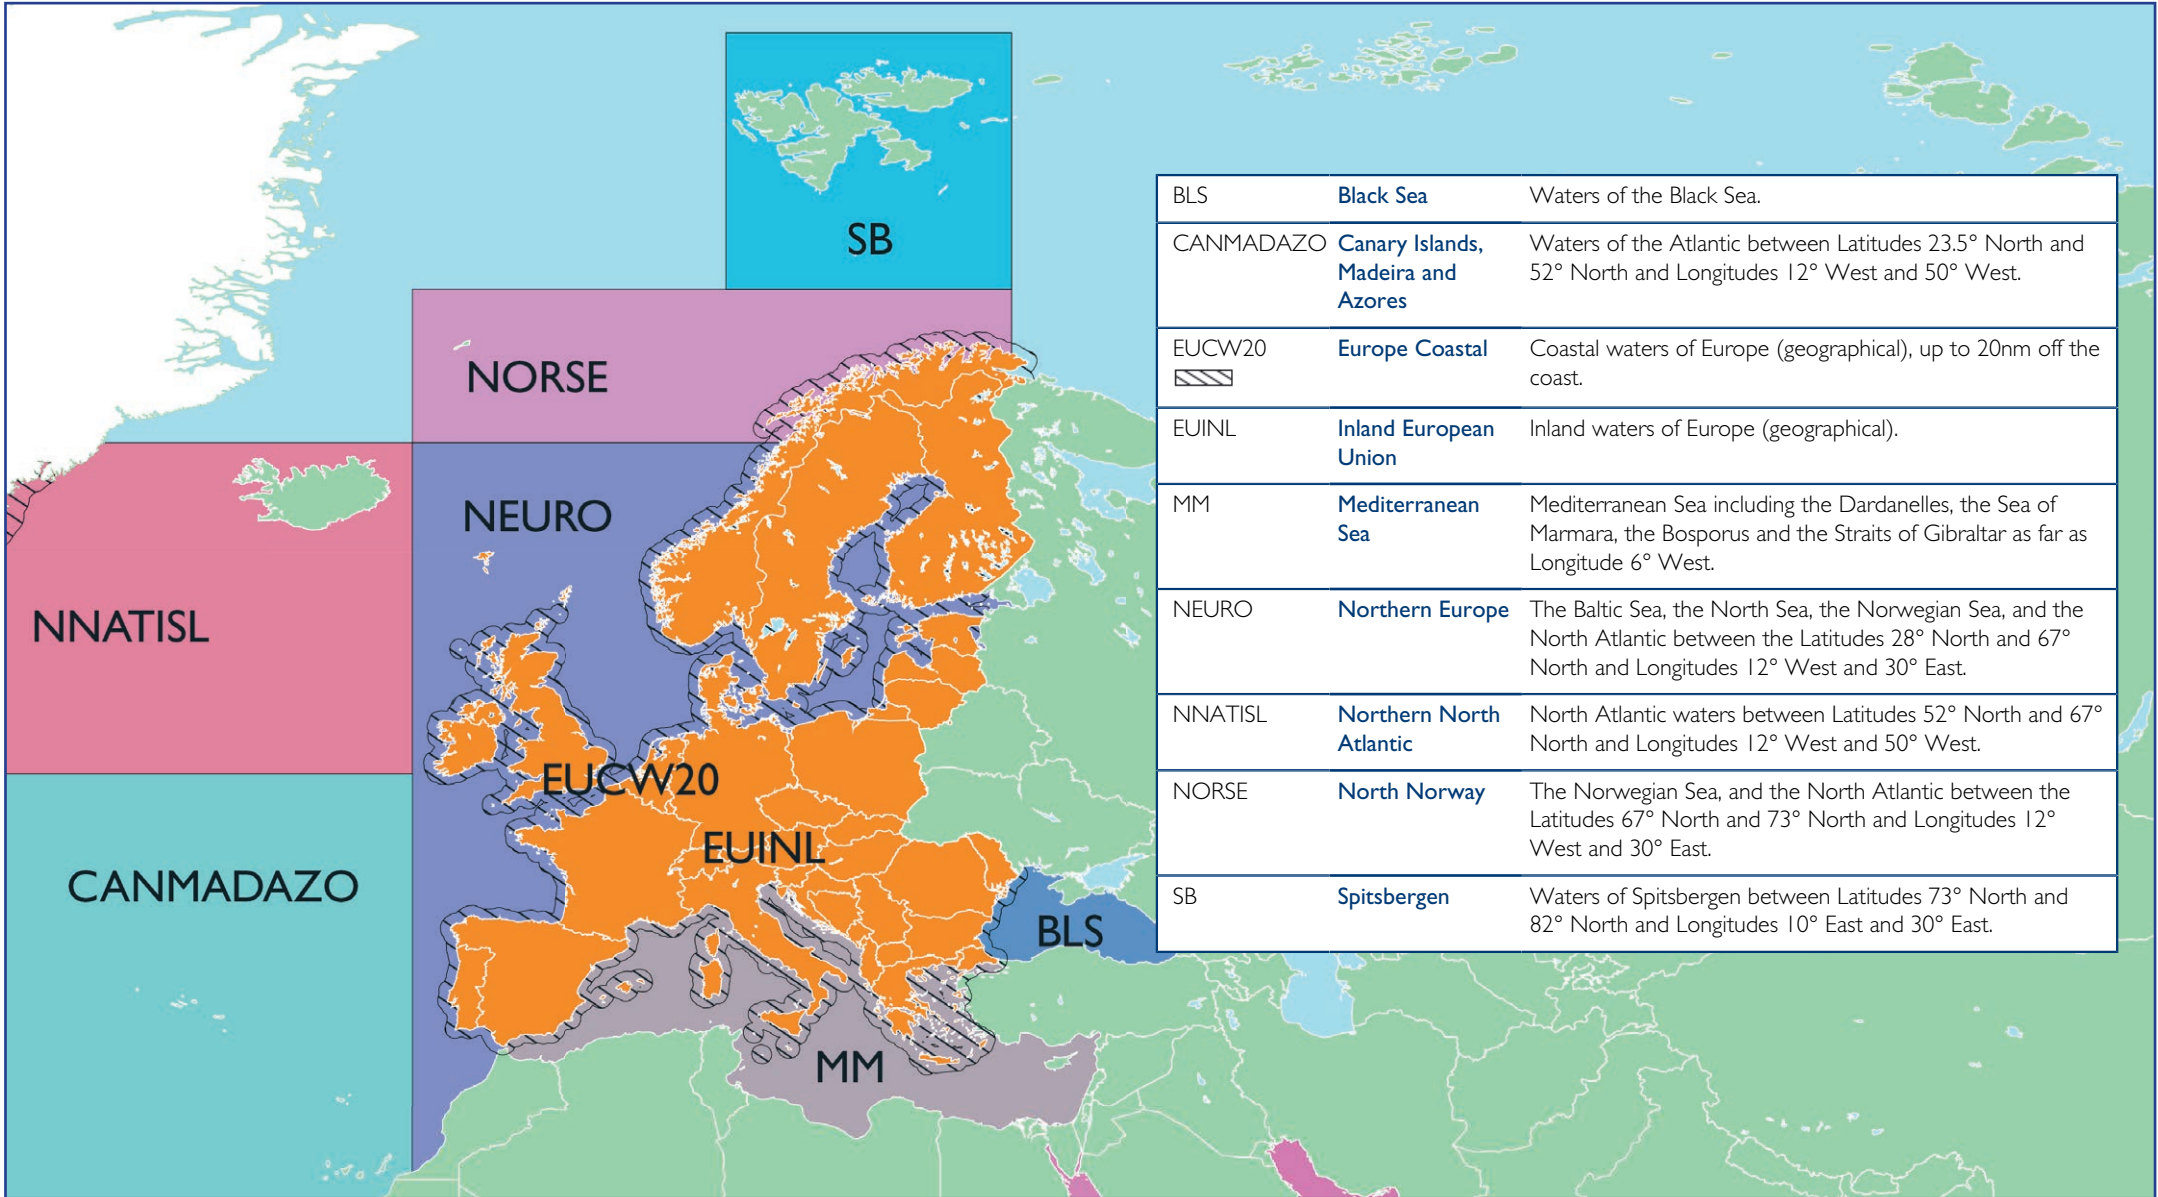 SB
NORSE
NEURO
NNATISL
EUCW20
EUINL
CANMADAZO
BLS
MM
BLS Black Sea Waters of the Black Sea.
CANMADAZO Canary Islands, Waters of the Atlantic between Latitudes 23.5° North and
Madeira and 52° North and Longitudes 12° West and 50° West.
Azores
EUCW20 Europe Coastal Coastal waters of Europe (geographical), up to 20nm off the
coast.
EUINL Inland European Inland waters of Europe (geographical).
Union
MM Mediterranean Mediterranean Sea including the Dardanelles, the Sea of
Sea Marmara, the Bosporus and the Straits of Gibraltar as far as
Longitude 6° West.
NEURO Northern Europe The Baltic Sea, the North Sea, the Norwegian Sea, and the
North Atlantic between the Latitudes 28° North and 67°
North and Longitudes 12° West and 30° East.
NNATISL Northern North North Atlantic waters between Latitudes 52° North and 67°
Atlantic North and Longitudes 12° West and 50° West.
NORSE North Norway The Norwegian Sea, and the North Atlantic between the
Latitudes 67° North and 73° North and Longitudes 12°
West and 30° East.
SB Spitsbergen Waters of Spitsbergen between Latitudes 73° North and
82° North and Longitudes 10° East and 30° East.